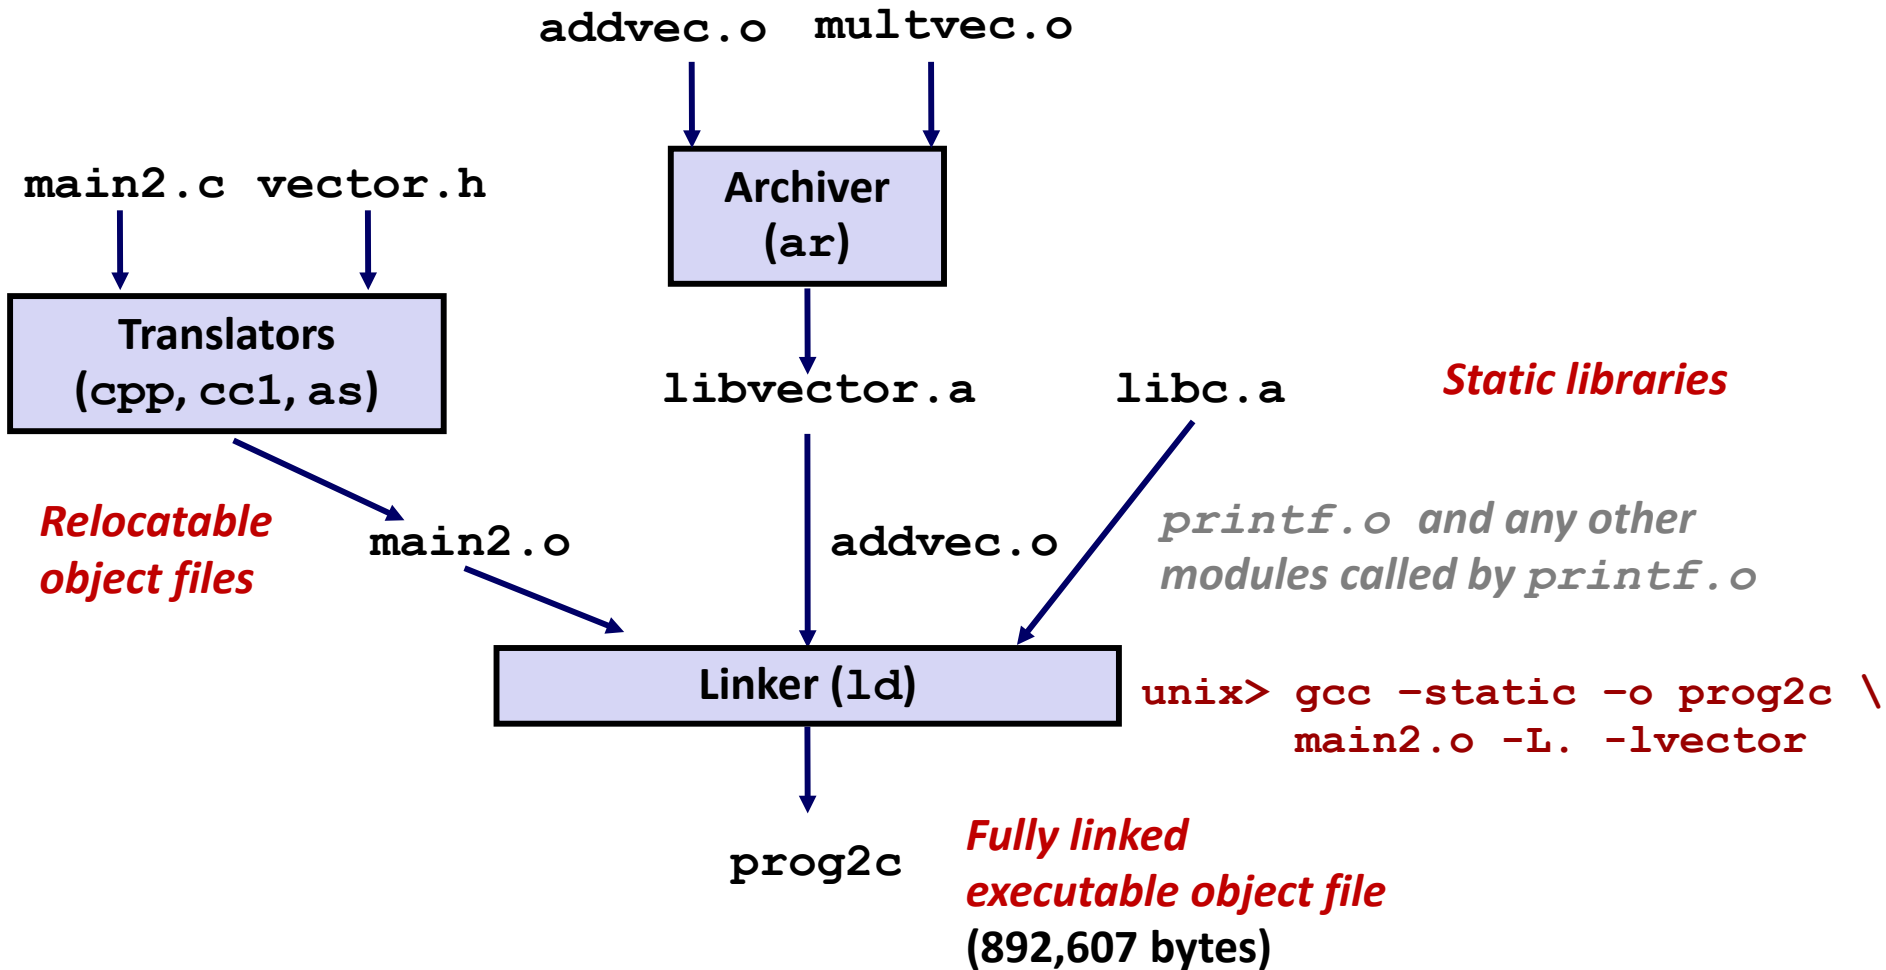 addvec.o multvec.o
main2.c vector.h
Archiver
(ar)
Translators
(cpp, cc1, as)
libvector.a
libc.a
Static libraries
Relocatable
object files
main2.o
addvec.o
printf.o and any other
modules called by printf.o
Linker (ld)
unix> gcc –static –o prog2c \
main2.o -L. -lvector
prog2c
Fully linked
executable object file
(892,607 bytes)